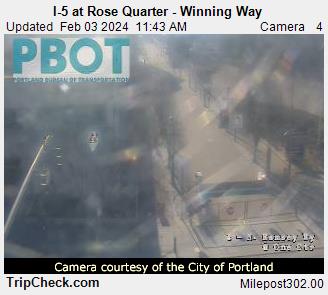 I-5 at Rose Quarter - Winning Way
Updated  Feb 03 2024  11:43 AM  Camera  4
PBOT
PORTLAND BUREAU OF TRANSPORTATION
Camera courtesy of the City of Portland
TripCheck.com  Milepost302.00